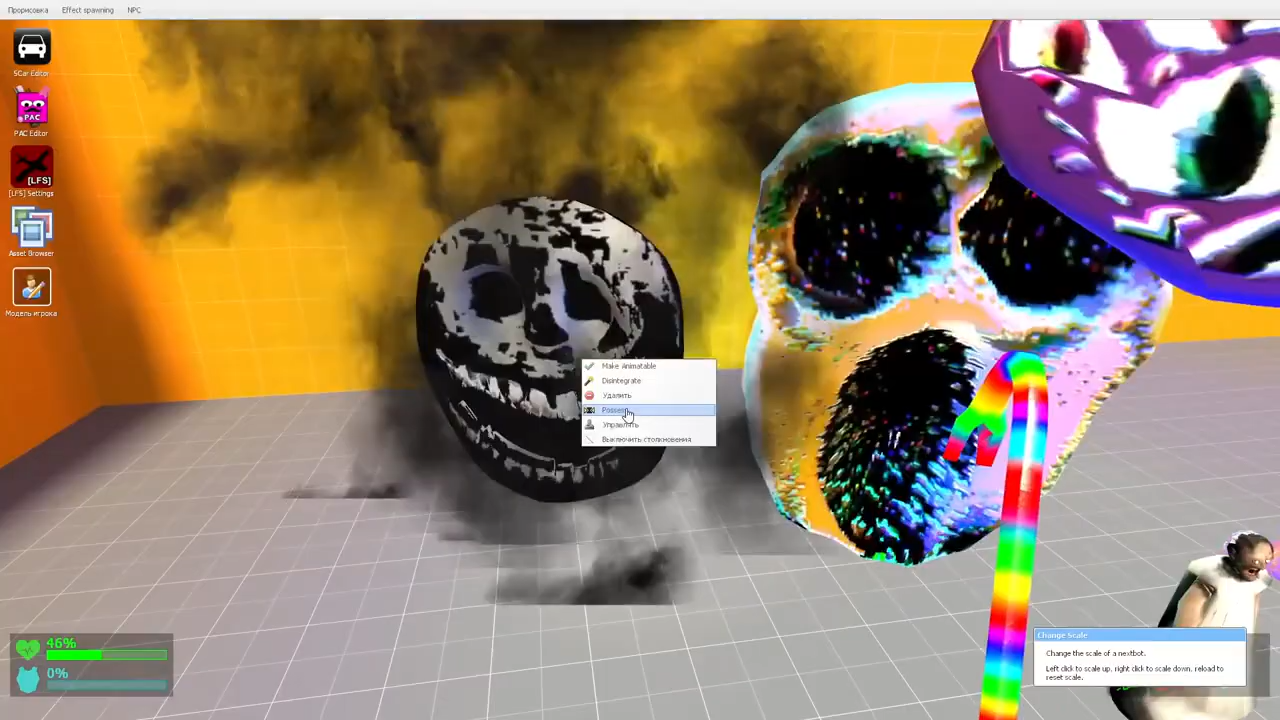 Прорисовка Effect spawning NPC
SCar Editor
PAC
PAC Editor
[LFS]
[LFS] Settings
Asset Browser
Модель игрока
Make Animatable
Disintegrate
Удалить
Управлять
Выключить столкновения
46%
0%
Change Scale
Change the scale of a nextbot.
Left click to scale up, right click to scale down, reload to
reset scale.